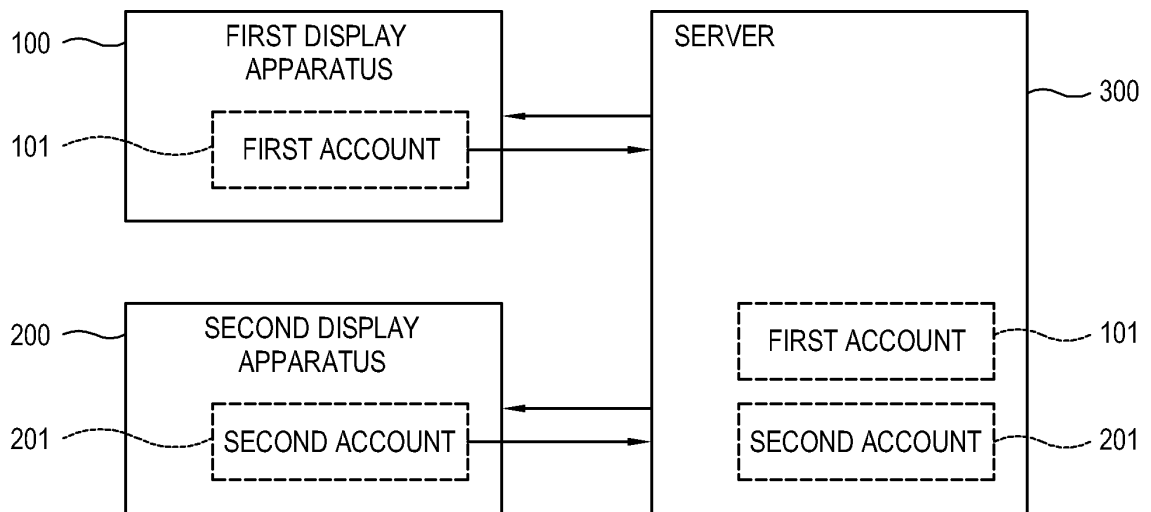 100
FIRST DISPLAY
APPARATUS
101
FIRST ACCOUNT
SERVER
300
200
SECOND DISPLAY
APPARATUS
201
SECOND ACCOUNT
FIRST ACCOUNT
101
SECOND ACCOUNT
201